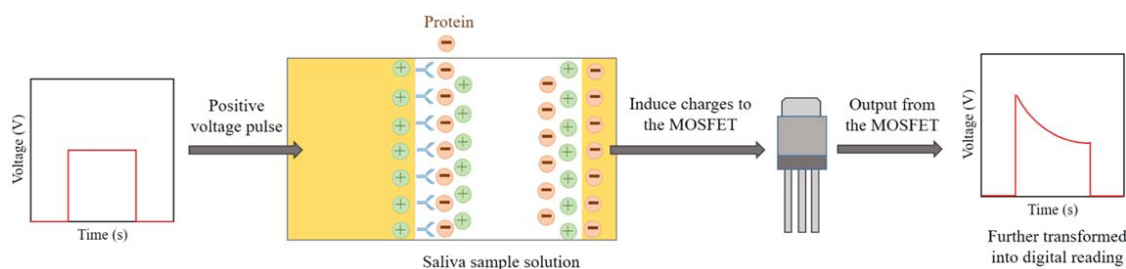 Voltage (V)
Time (s)
Positive
voltage pulse
Protein
Saliva sample solution
Induce charges to
the MOSFET
Output from
the MOSFET
Voltage (V)
Time (s)
Further transformed
into digital reading